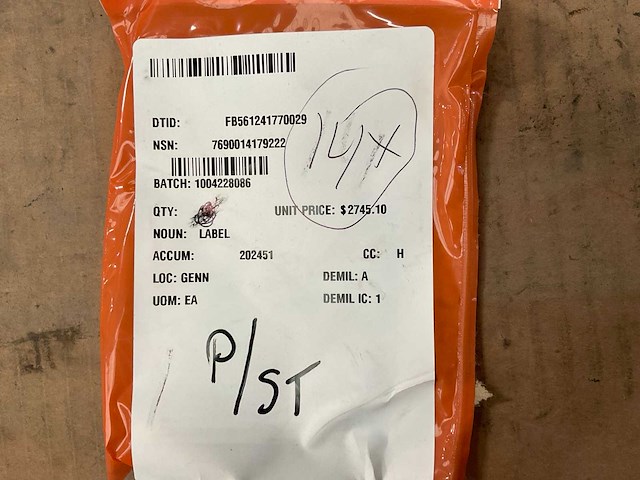 DTID: FB561241770029
NSN: 7690014179222
BATCH: 1004228086
QTY: UNIT PRICE: $2745.10
NOUN: LABEL
ACCUM: 202451 CC: H
LOC: GENN DEMIL: A
UOM: EA DEMIL IC: 1
P/ST